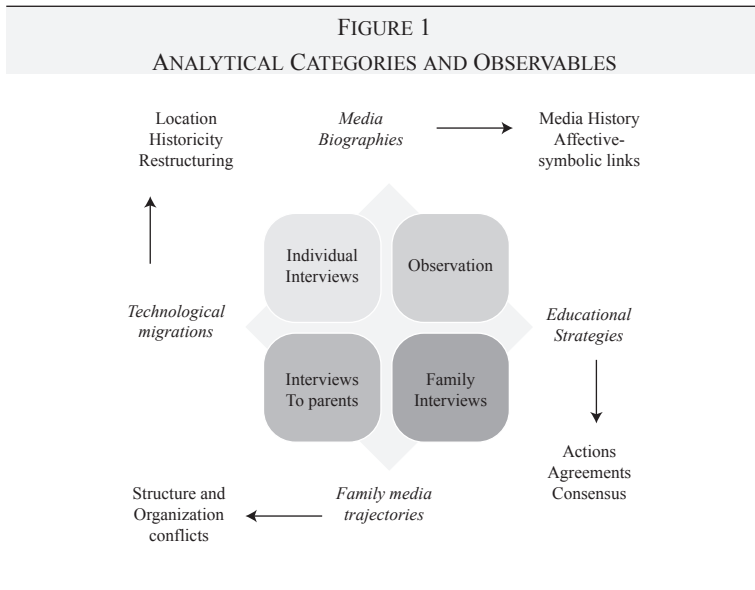 FIGURE 1
ANALYTICAL CATEGORIES AND OBSERVABLES
Location
Historicity
Restructuring
Media
Biographies
Media History
Affective-
symbolic links
Individual
Interviews
Observation
Technological
migrations
Educational
Strategies
Interviews
To parents
Family
Interviews
Actions
Agreements
Consensus
Structure and
Organization
conflicts
Family media
trajectories